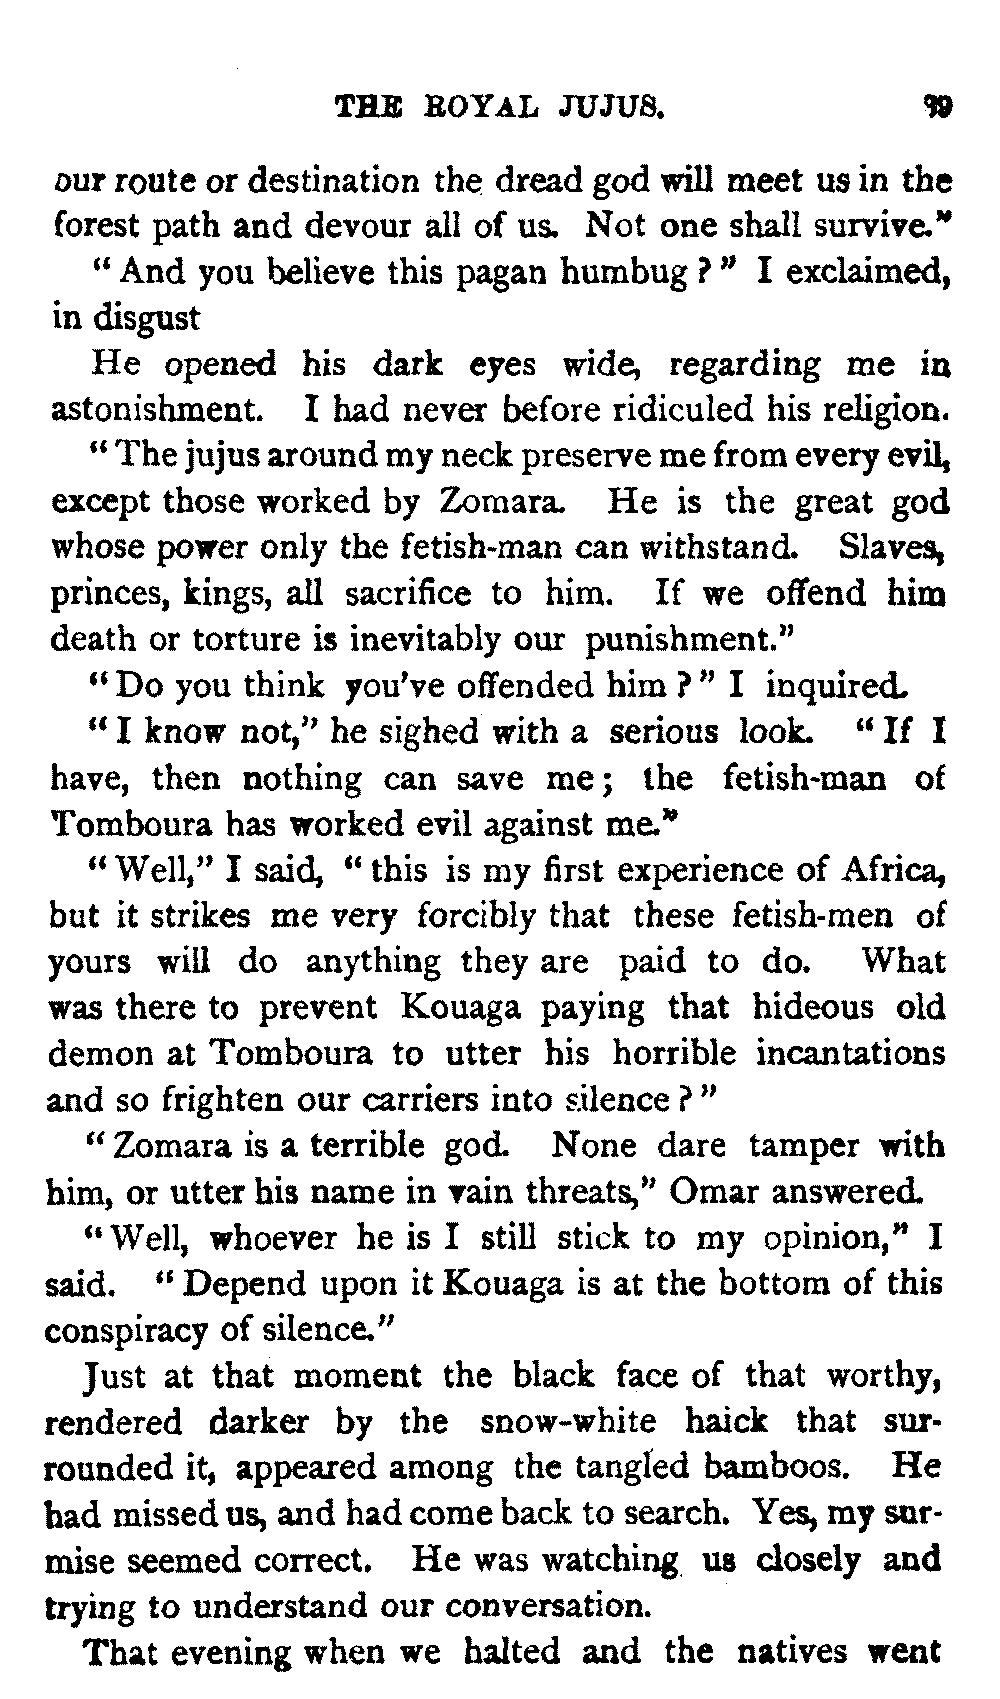 THE ROYAL JUJUS. 99
our route or destination the dread god will meet us in the
forest path and devour all of us. Not one shall survive."
"And you believe this pagan humbug?" I exclaimed,
in disgust
He opened his dark eyes wide, regarding me in
astonishment. I had never before ridiculed his religion.
"The jujus around my neck preserve me from every evil,
except those worked by Zomara. He is the great god
whose power only the fetish-man can withstand. Slaves,
princes, kings, all sacrifice to him. If we offend him
death or torture is inevitably our punishment."
"Do you think you've offended him?" I inquired.
"I know not," he sighed with a serious look. "If I
have, then nothing can save me; the fetish-man of
Tomboura has worked evil against me."
"Well," I said, "this is my first experience of Africa,
but it strikes me very forcibly that these fetish-men of
yours will do anything they are paid to do. What
was there to prevent Kouaga paying that hideous old
demon at Tomboura to utter his horrible incantations
and so frighten our carriers into silence?"
"Zomara is a terrible god. None dare tamper with
him, or utter his name in vain threats," Omar answered.
"Well, whoever he is I still stick to my opinion," I
said. "Depend upon it Kouaga is at the bottom of this
conspiracy of silence."
Just at that moment the black face of that worthy,
rendered darker by the snow-white haick that sur-
rounded it, appeared among the tangled bamboos. He
had missed us, and had come back to search. Yes, my sur-
mise seemed correct. He was watching us closely and
trying to understand our conversation.
That evening when we halted and the natives went